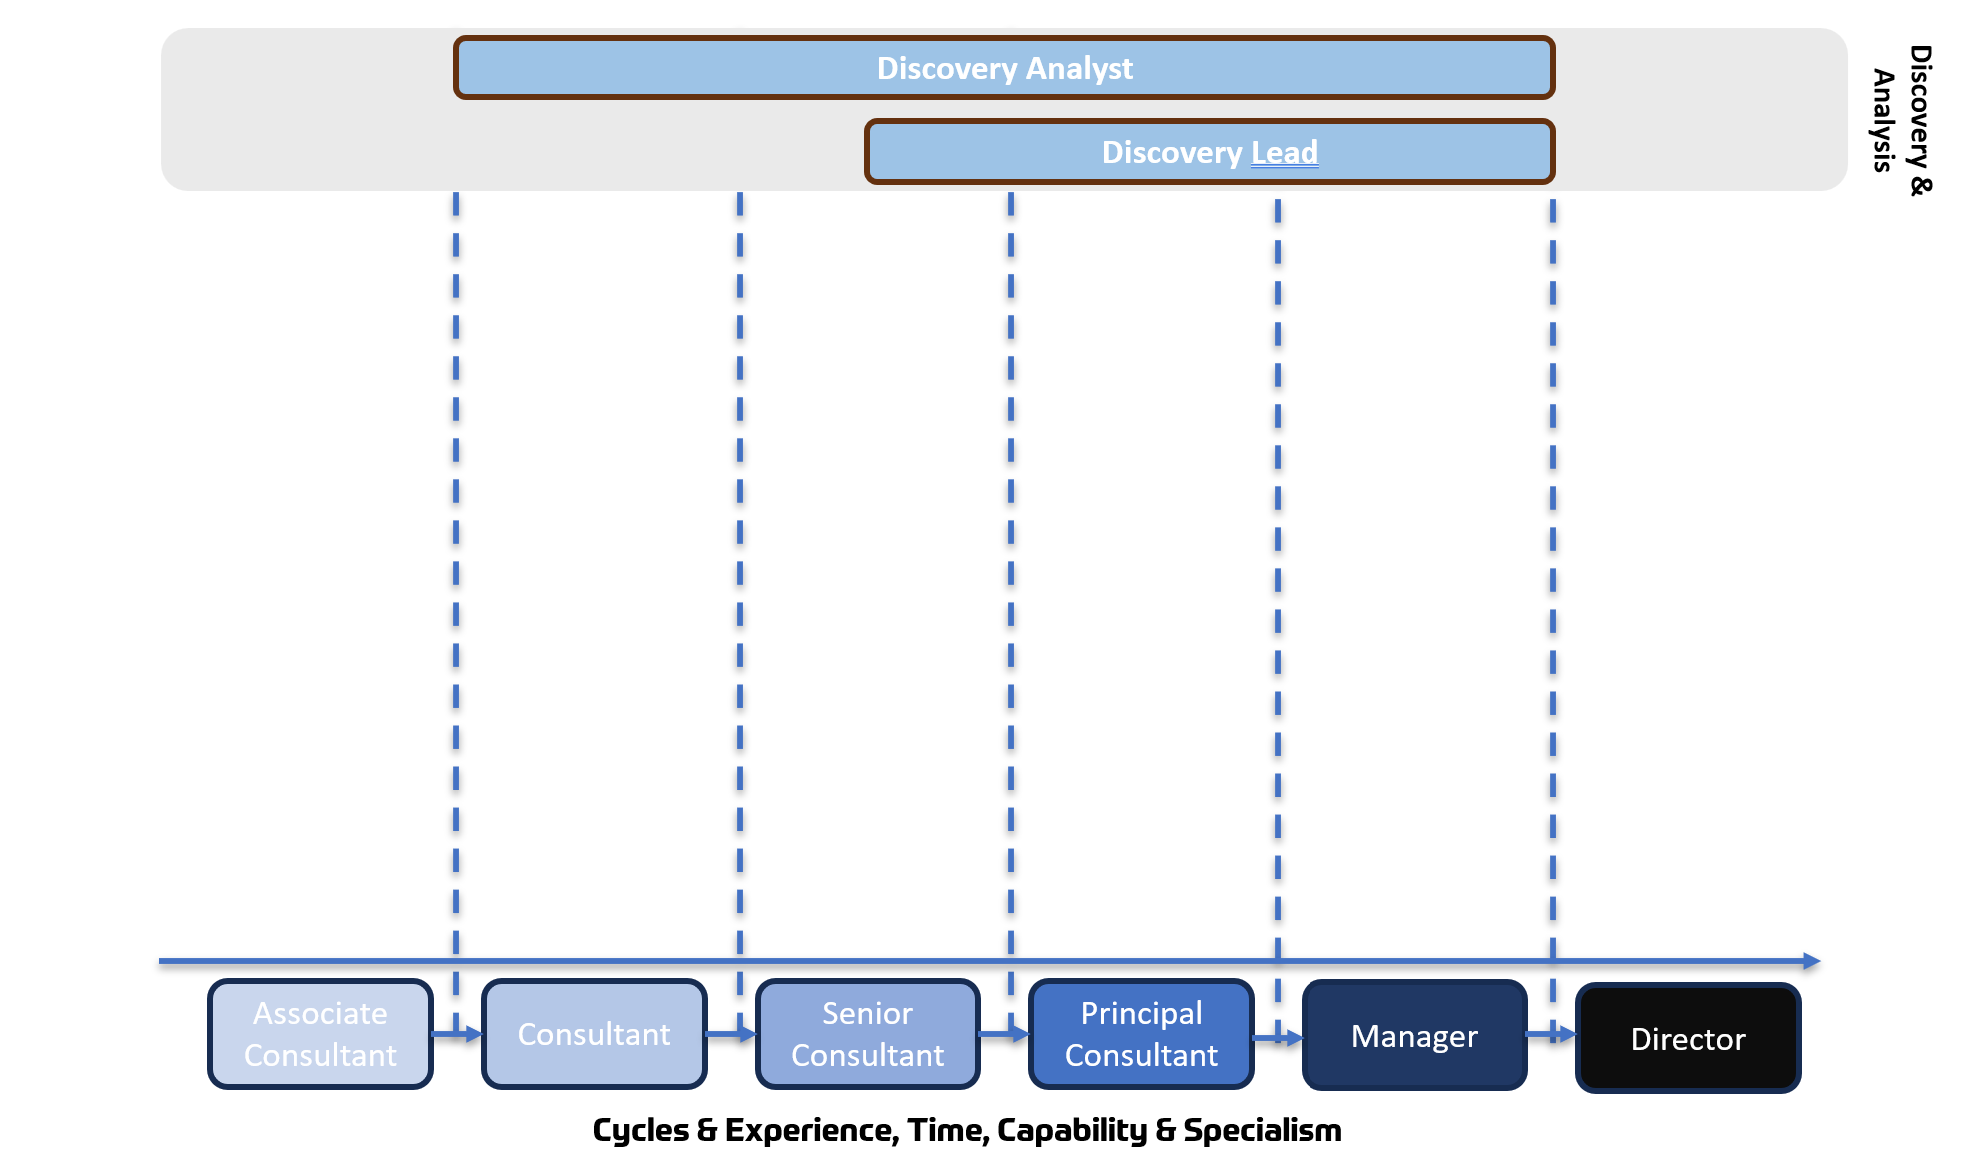 Discovery Analyst
Discovery Lead
Discovery &
Analysis
Associate
Consultant
Consultant
Senior
Consultant
Principal
Consultant
Manager
Director
Cycles & Experience, Time, Capability & Specialism